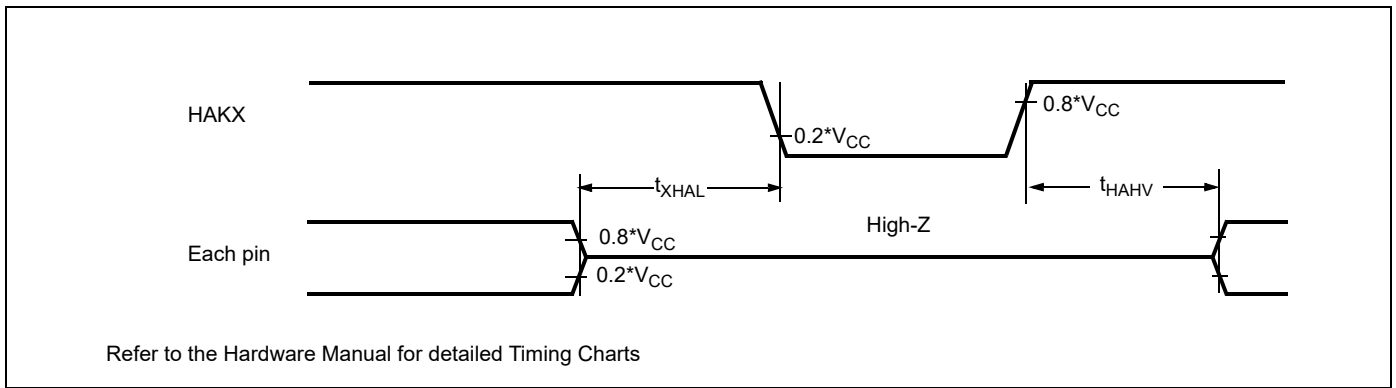 HAKX
0.2*VCC
0.8*VCC
tXHAL
tHAHV
High-Z
Each pin
0.8*VCC
0.2*VCC
Refer to the Hardware Manual for detailed Timing Charts